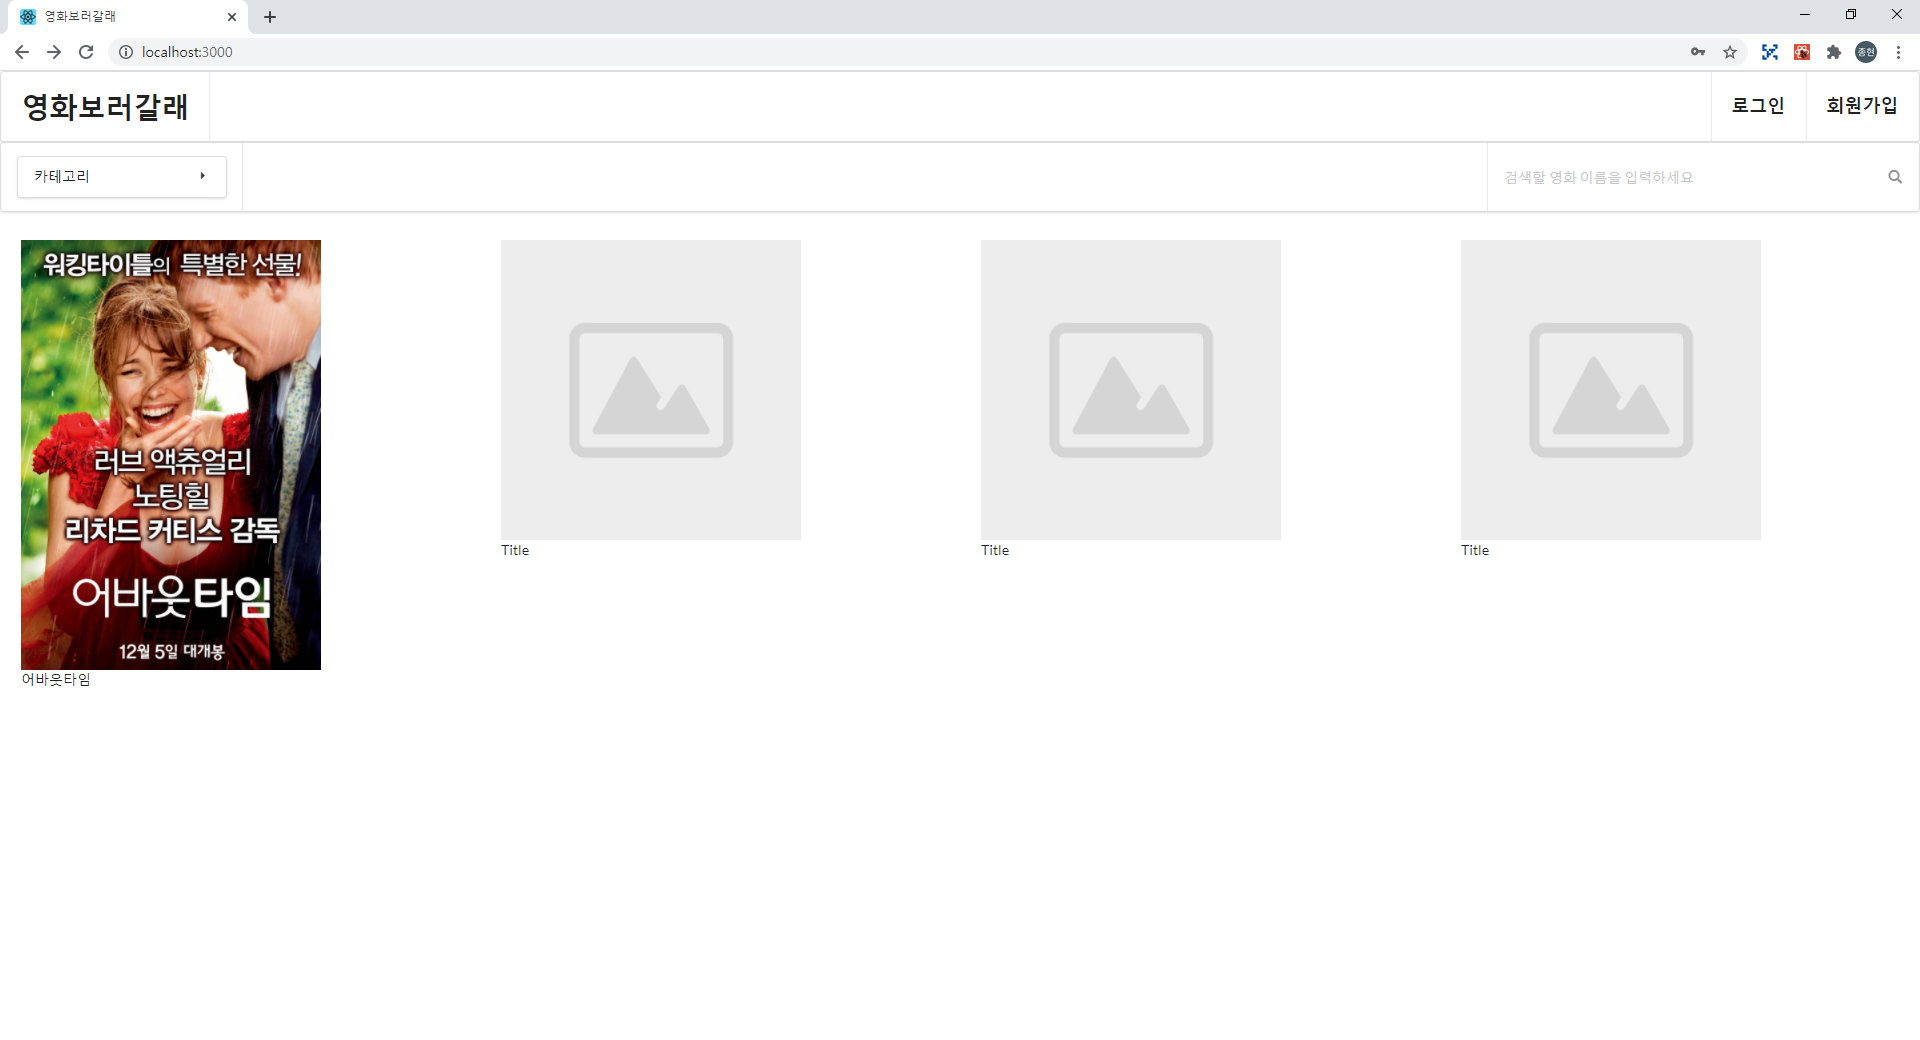 영화보러갈래
localhost:3000
종현
영화보러갈래
로그인
회원가입
카테고리
검색할 영화 이름을 입력하세요
워킹타이틀의 특별한 선물!
러브 액츄얼리
노팅힐
리차드 커티스 감독
어바웃타임
12월 5일 대개봉
어바웃타임
Title
Title
Title